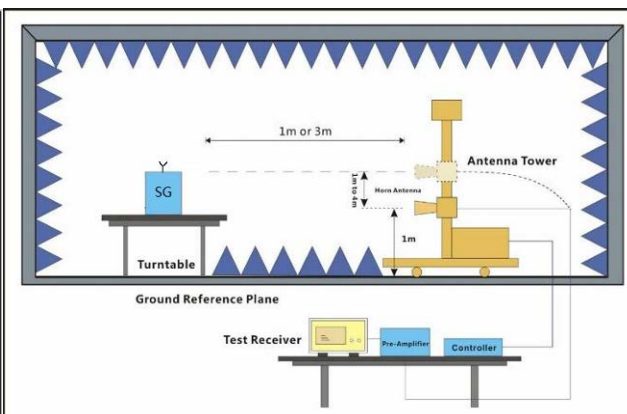 1m or 3m
Antenna Tower
SG
1m to 4m
Horn Antenna
1m
Turntable
Ground Reference Plane
Test Receiver
Pre-Amplifier
Controller